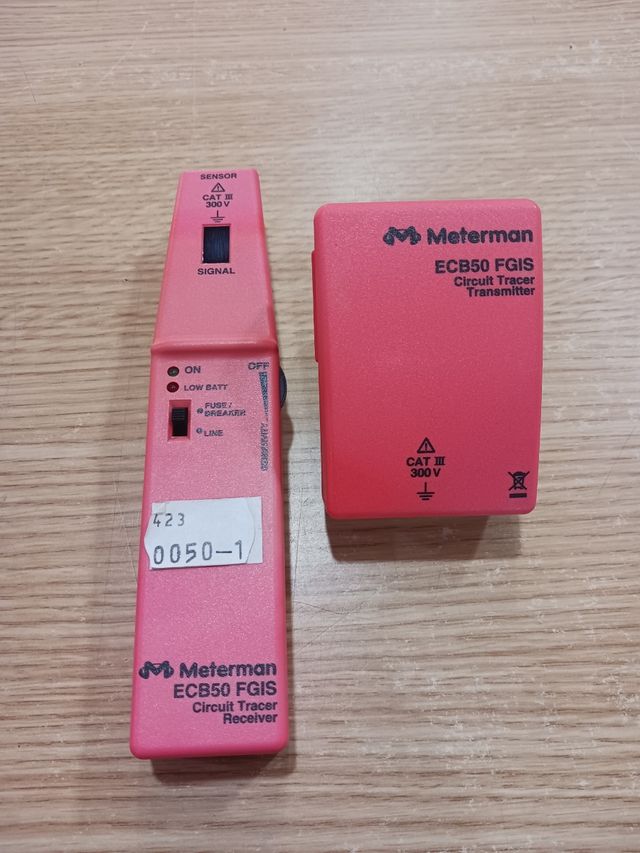 SENSOR
CAT III
300 V
SIGNAL
ON
OFF
LOW BATT
FUSE /
BREAKER
LINE
423
0050-1
Meterman
ECB50 FGIS
Circuit Tracer
Receiver
Meterman
ECB50 FGIS
Circuit Tracer
Transmitter
CAT III
300 V